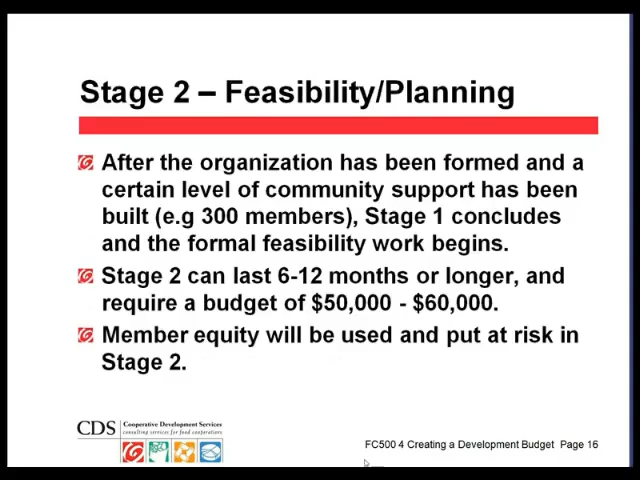 Stage 2 – Feasibility/Planning
After the organization has been formed and a
certain level of community support has been
built (e.g 300 members), Stage 1 concludes
and the formal feasibility work begins.
Stage 2 can last 6-12 months or longer, and
require a budget of $50,000 - $60,000.
Member equity will be used and put at risk in
Stage 2.
CDS Cooperative Development Services
consulting services for food cooperatives
FC500 4 Creating a Development Budget Page 16